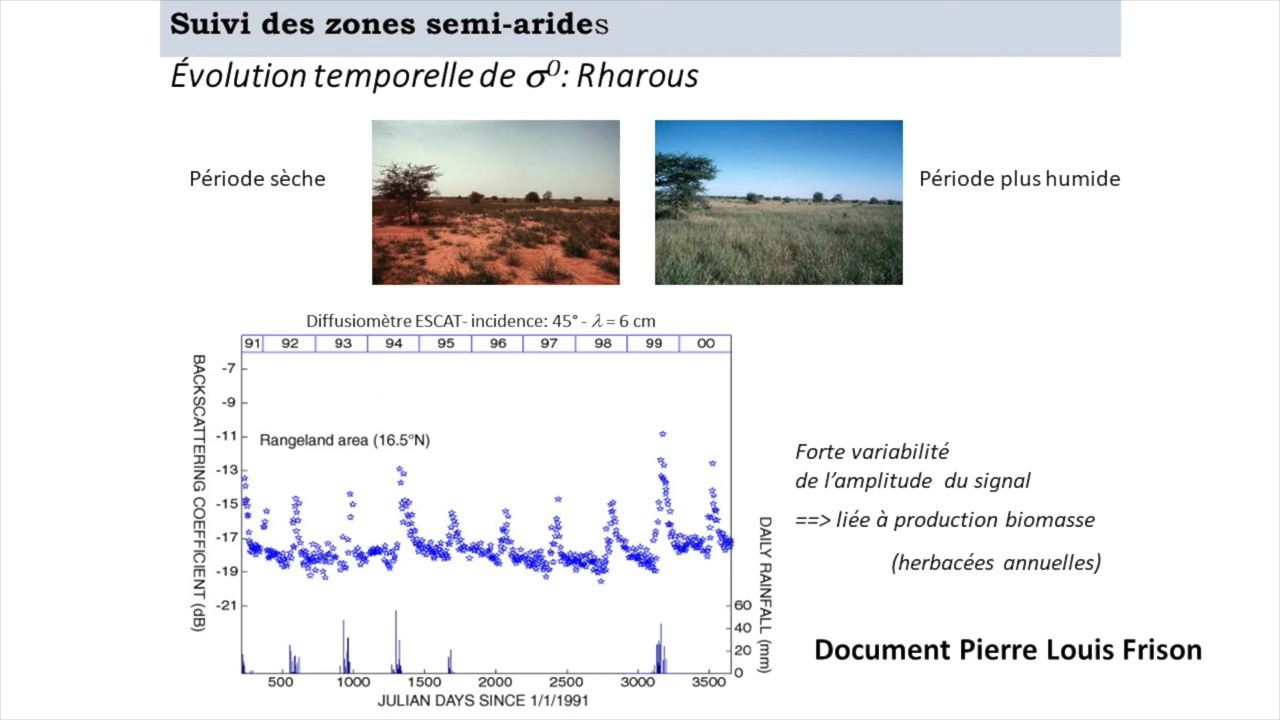 Suivi des zones semi-arides
Évolution temporelle de σ⁰: Rharous
Période sèche
Période plus humide
Diffusiomètre ESCAT- incidence: 45° - λ = 6 cm
91 92 93 94 95 96 97 98 99 00
BACKSCATTERING COEFFICIENT (dB)
-7
-9
-11
-13
-15
-17
-19
-21
Rangeland area (16.5°N)
DAILY RAINFALL (mm)
60
40
20
0
500 1000 1500 2000 2500 3000 3500
JULIAN DAYS SINCE 1/1/1991
Forte variabilité
de l'amplitude du signal
==> liée à production biomasse
(herbacées annuelles)
Document Pierre Louis Frison